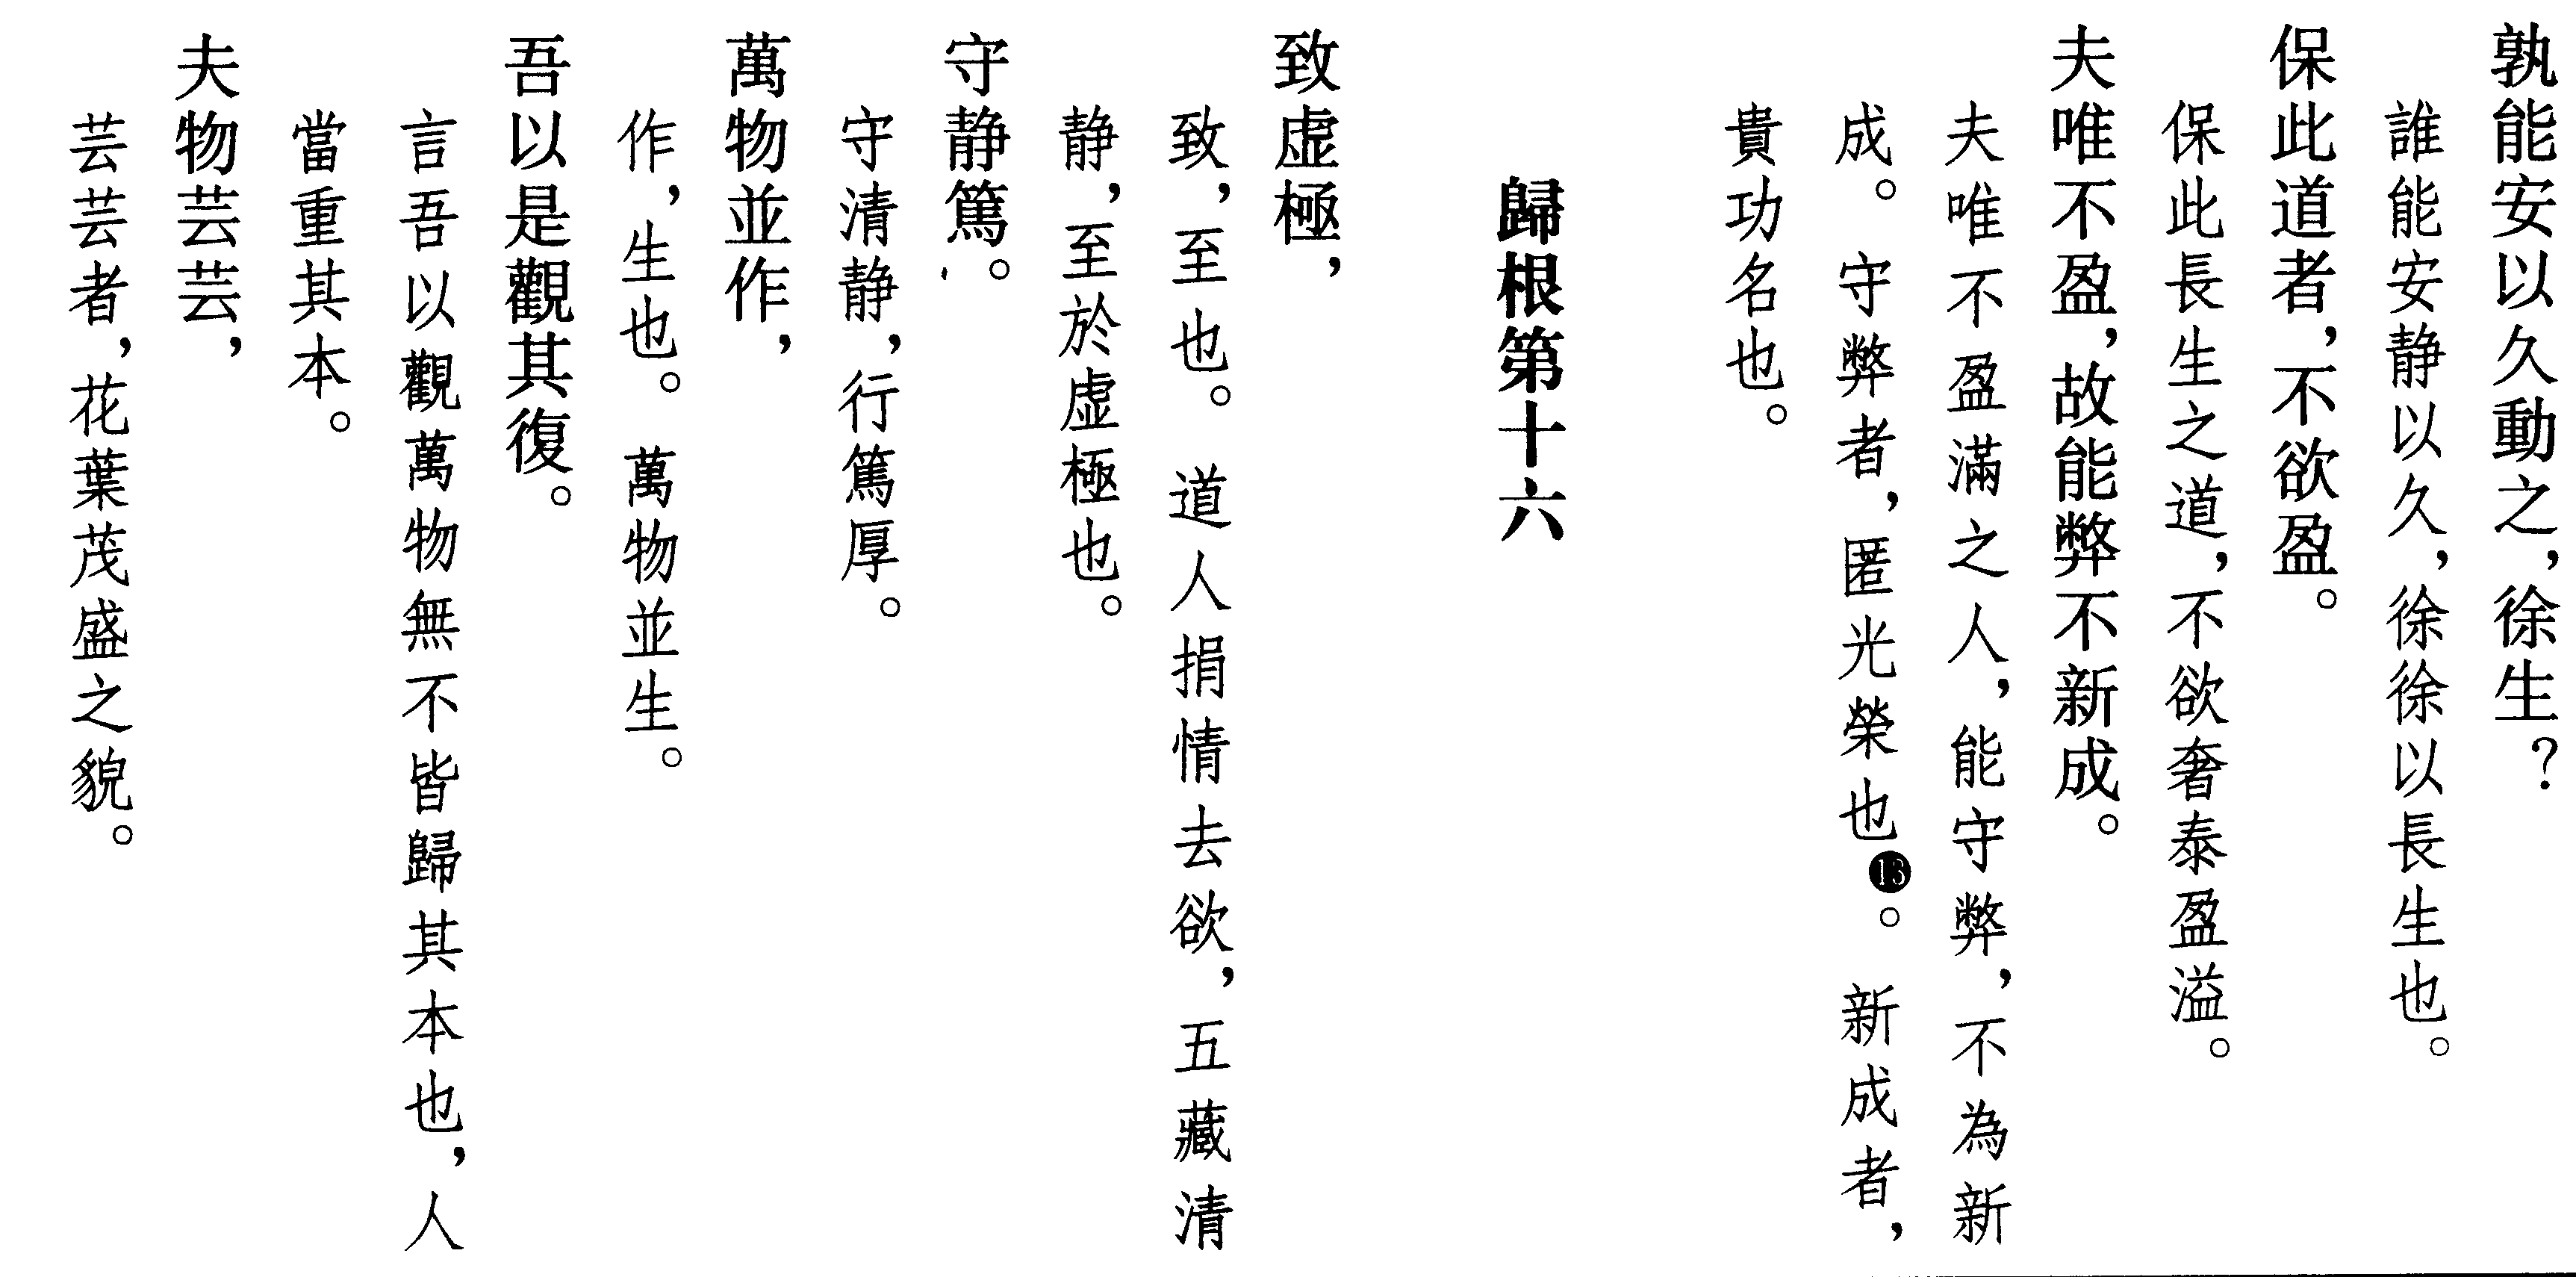 孰能安以久動之，徐生？
誰能安静以久，徐徐以長生也。
保此道者，不欲盈。
保此長生之道，不欲奢泰盈溢。
夫唯不盈，故能弊不新成。
夫唯不盈滿之人，能守弊，不為新
成。守弊者，匿光榮也⓭。新成者，
貴功名也。
歸根第十六
致虚極，
致，至也。道人捐情去欲，五藏清
静，至於虚極也。
守静篤。
守清静，行篤厚。
萬物並作，
作，生也。萬物並生。
吾以是觀其復。
言吾以觀萬物無不皆歸其本也，人
當重其本。
夫物芸芸，
芸芸者，花葉茂盛之貌。